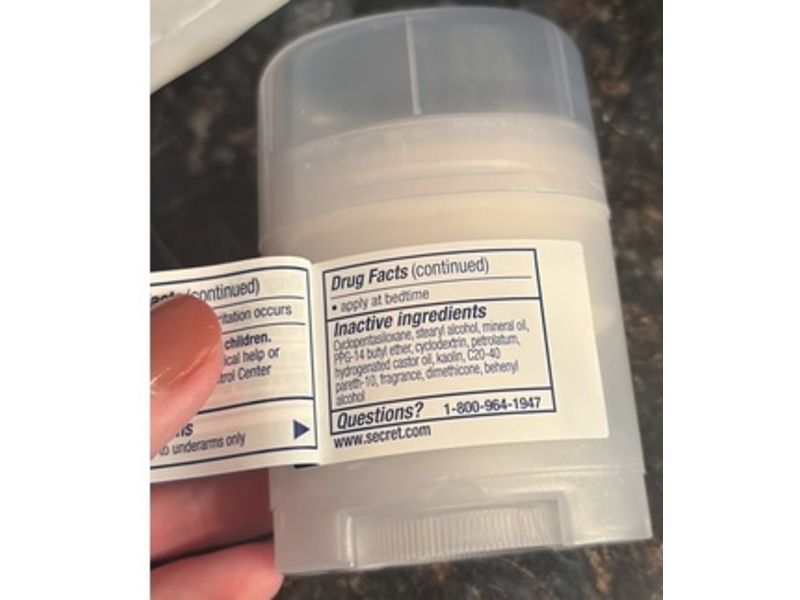 (continued)
itation occurs
children.
ical help or
trol Center
to underarms only
Drug Facts (continued)
• apply at bedtime
Inactive ingredients
Cyclopentasiloxane, stearyl alcohol, mineral oil,
PPG-14 butyl ether, cyclodextrin, petrolatum,
hydrogenated castor oil, kaolin, C20-40
pareth-10, fragrance, dimethicone, behenyl
alcohol
Questions? 1-800-964-1947
www.secret.com